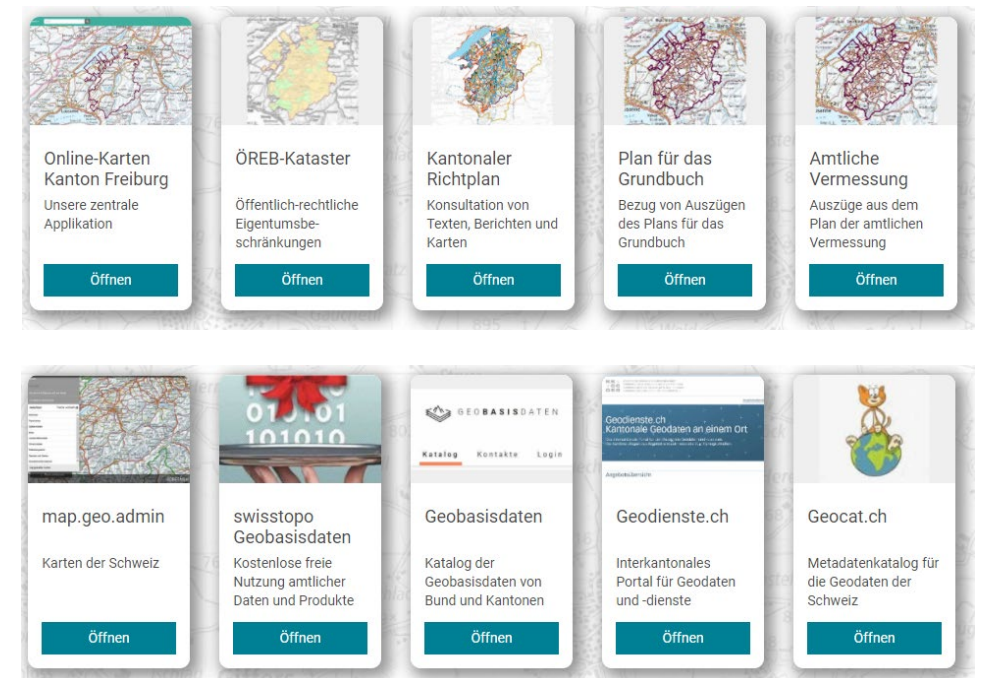 Online-Karten
Kanton Freiburg
Unsere zentrale
Applikation
Öffnen
ÖREB-Kataster
Öffentlich-rechtliche
Eigentumsbe-
schränkungen
Öffnen
Kantonaler
Richtplan
Konsultation von
Texten, Berichten und
Karten
Öffnen
Plan für das
Grundbuch
Bezug von Auszügen
des Plans für das
Grundbuch
Öffnen
Amtliche
Vermessung
Auszüge aus dem
Plan der amtlichen
Vermessung
Öffnen
map.geo.admin
Karten der Schweiz
Öffnen
010101
101010
swisstopo
Geobasisdaten
Kostenlose freie
Nutzung amtlicher
Daten und Produkte
Öffnen
GEOBASISDATEN
Katalog Kontakte Login
Geobasisdaten
Katalog der
Geobasisdaten von
Bund und Kantonen
Öffnen
Geodienste.ch
Kantonale Geodaten an einem Ort
Angebotsübersicht
Geodienste.ch
Interkantonales
Portal für Geodaten
und -dienste
Öffnen
Geocat.ch
Metadatenkatalog für
die Geodaten der
Schweiz
Öffnen